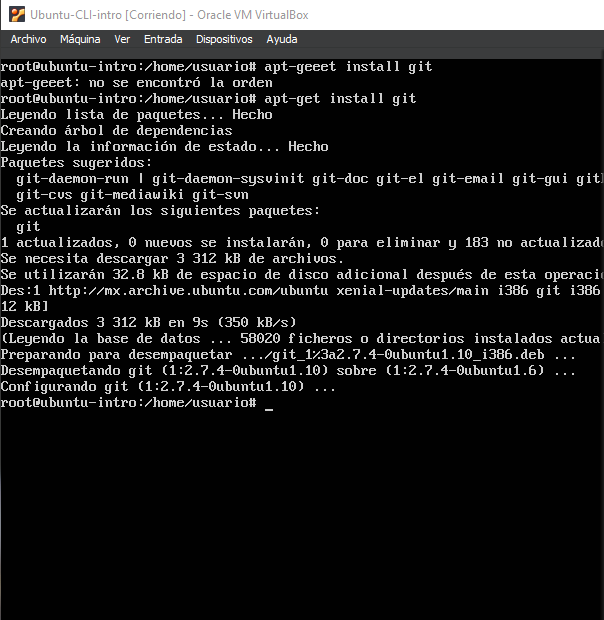 Ubuntu-CLI-intro [Corriendo] - Oracle VM VirtualBox
Archivo Máquina Ver Entrada Dispositivos Ayuda
root@ubuntu-intro:/home/usuario# apt-geeet install git
apt-geeet: no se encontró la orden
root@ubuntu-intro:/home/usuario# apt-get install git
Leyendo lista de paquetes... Hecho
Creando árbol de dependencias
Leyendo la información de estado... Hecho
Paquetes sugeridos:
git-daemon-run | git-daemon-sysvinit git-doc git-el git-email git-gui git
git-cvs git-mediawiki git-svn
Se actualizarán los siguientes paquetes:
git
1 actualizados, 0 nuevos se instalarán, 0 para eliminar y 183 no actualizad
Se necesita descargar 3 312 kB de archivos.
Se utilizarán 32.8 kB de espacio de disco adicional después de esta operaci
Des:1 http://mx.archive.ubuntu.com/ubuntu xenial-updates/main i386 git i386
12 kB]
Descargados 3 312 kB en 9s (350 kB/s)
(Leyendo la base de datos ... 58020 ficheros o directorios instalados actua
Preparando para desempaquetar .../git_1%3a2.7.4-0ubuntu1.10_i386.deb ...
Desempaquetando git (1:2.7.4-0ubuntu1.10) sobre (1:2.7.4-0ubuntu1.6) ...
Configurando git (1:2.7.4-0ubuntu1.10) ...
root@ubuntu-intro:/home/usuario# _